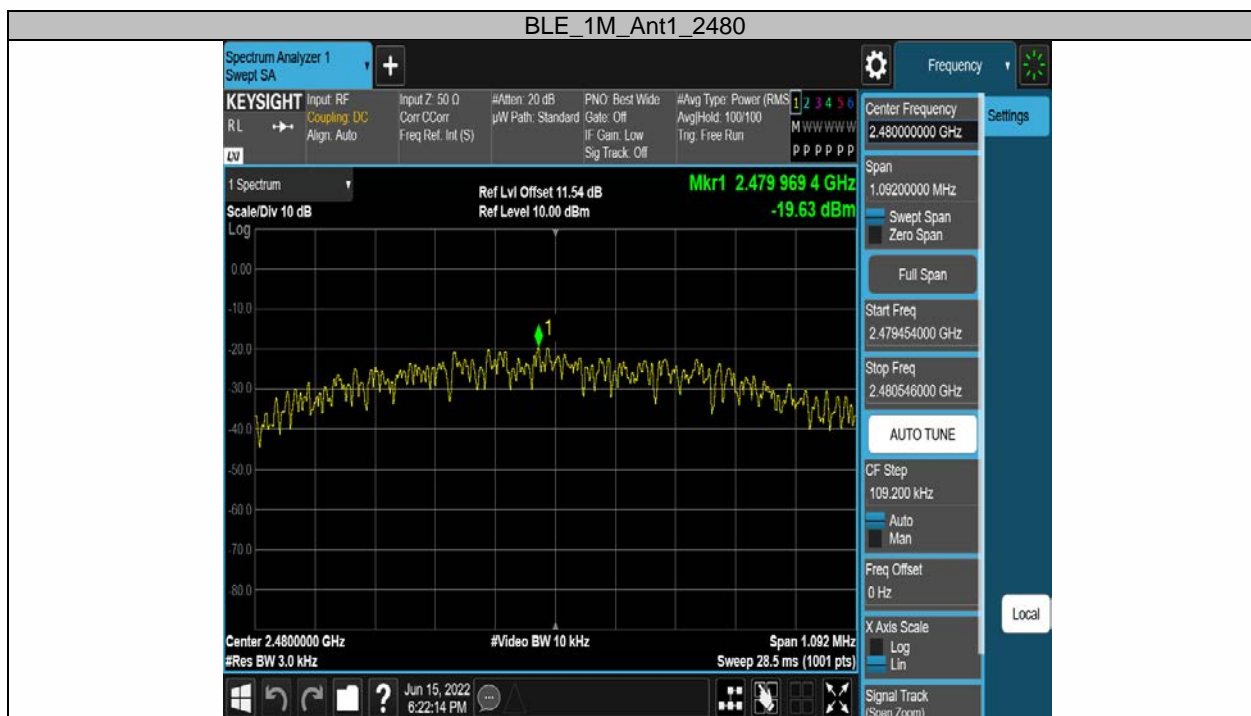 BLE_1M_Ant1_2480
Spectrum Analyzer 1
Swept SA
+
Frequency
KEYSIGHT
RL
LXI
Input: RF
Coupling: DC
Align: Auto
Input Z: 50 Ω
Corr CCorr
Freq Ref: Int (S)
#Atten: 20 dB
µW Path: Standard
PNO: Best Wide
Gate: Off
IF Gain: Low
Sig Track: Off
#Avg Type: Power (RMS
Avg|Hold: 100/100
Trig: Free Run
1 2 3 4 5 6
M W W W W W
P P P P P P
1 Spectrum
Scale/Div 10 dB
Ref Lvl Offset 11.54 dB
Ref Level 10.00 dBm
Mkr1 2.479 969 4 GHz
-19.63 dBm
Log
0.00
-10.0
-20.0
-30.0
-40.0
-50.0
-60.0
-70.0
-80.0
1
Center 2.4800000 GHz
#Res BW 3.0 kHz
#Video BW 10 kHz
Span 1.092 MHz
Sweep 28.5 ms (1001 pts)
?
Jun 15, 2022
6:22:14 PM
Center Frequency
2.480000000 GHz
Span
1.09200000 MHz
Swept Span
Zero Span
Full Span
Start Freq
2.479454000 GHz
Stop Freq
2.480546000 GHz
AUTO TUNE
CF Step
109.200 kHz
Auto
Man
Freq Offset
0 Hz
X Axis Scale
Log
Lin
Signal Track
(Span Zoom)
Settings
Local